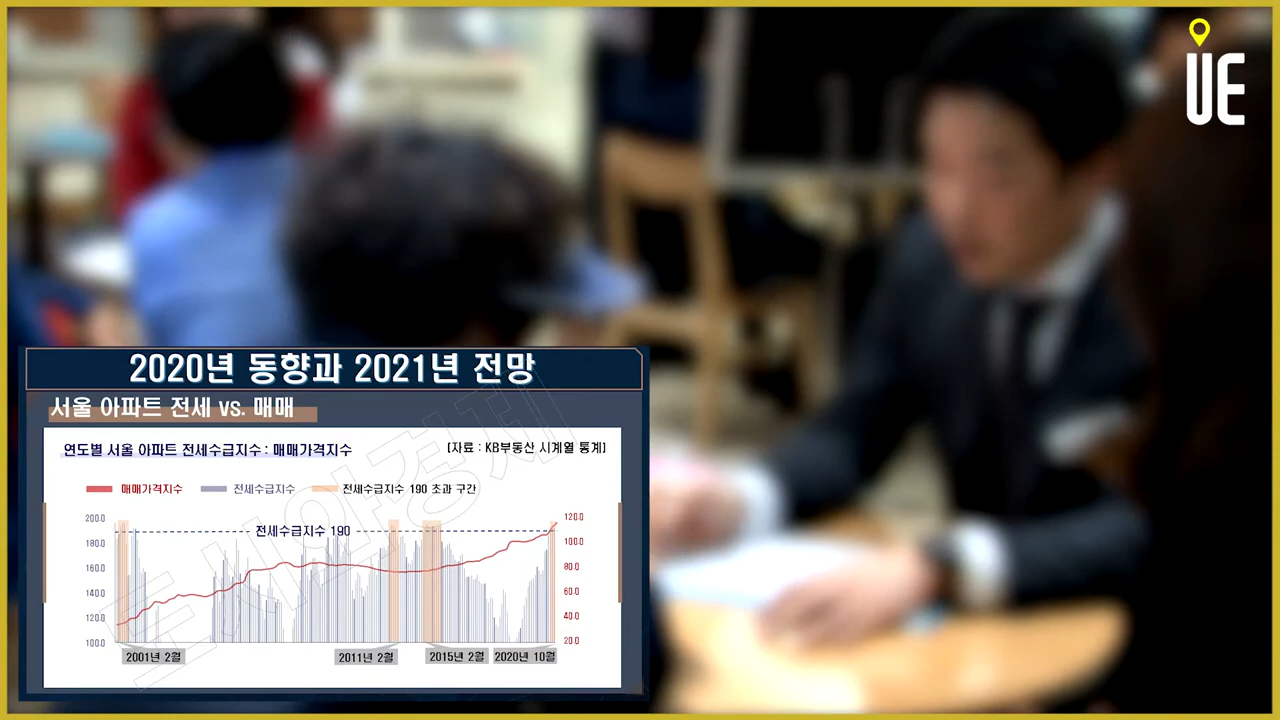 UE
2020년 동향과 2021년 전망
서울 아파트 전세 vs. 매매
연도별 서울 아파트 전세수급지수 : 매매가격지수
[자료 : KB부동산 시계열 통계]
매매가격지수 전세수급지수 전세수급지수 190 초과 구간
전세수급지수 190
200.0
180.0
160.0
140.0
120.0
100.0
120.0
100.0
80.0
60.0
40.0
20.0
2001년 2월 2011년 2월 2015년 2월 2020년 10월
도시와경제